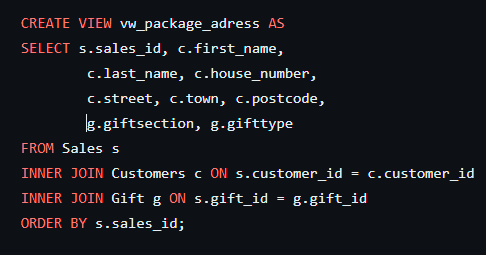 CREATE VIEW vw_package_adress AS
SELECT s.sales_id, c.first_name,
c.last_name, c.house_number,
c.street, c.town, c.postcode,
g.giftsection, g.gifttype
FROM Sales s
INNER JOIN Customers c ON s.customer_id = c.customer_id
INNER JOIN Gift g ON s.gift_id = g.gift_id
ORDER BY s.sales_id;